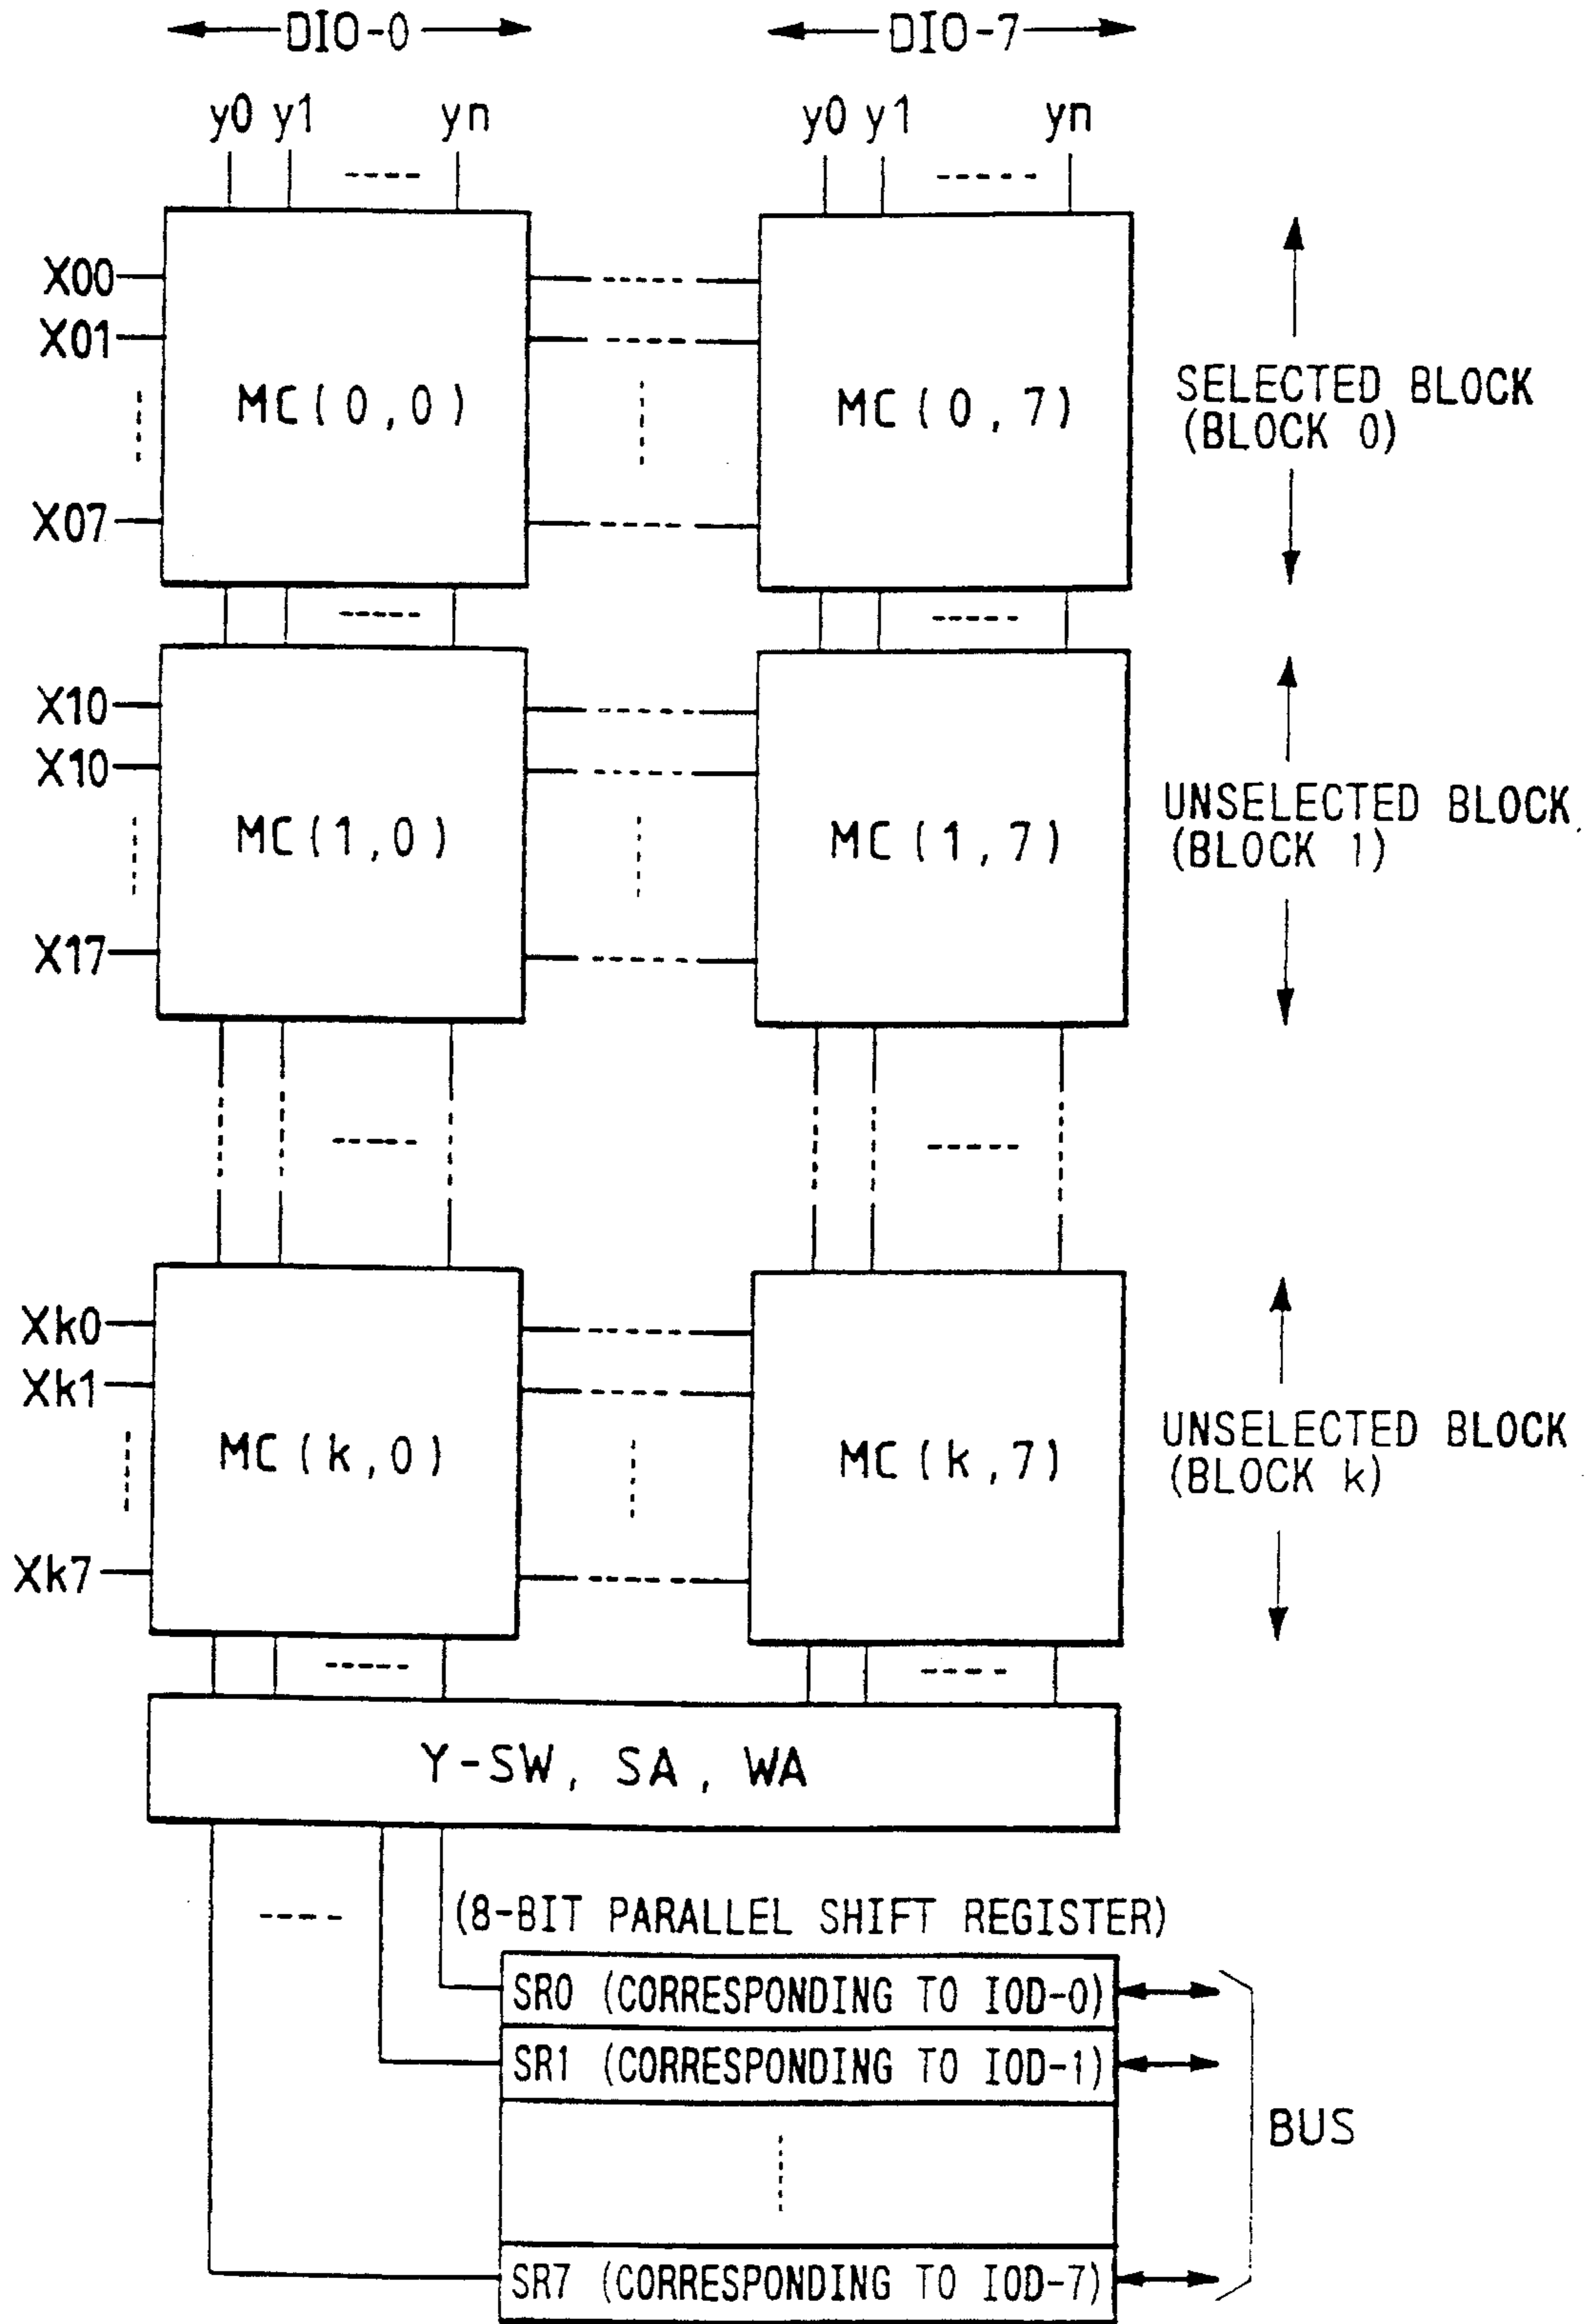 DIO-0 DIO-7
y0 y1 yn y0 y1 yn
X00
X01
MC(0,0) MC(0,7)
X07
SELECTED BLOCK
(BLOCK 0)
X10
X10
MC(1,0) MC(1,7)
X17
UNSELECTED BLOCK
(BLOCK 1)
Xk0
Xk1
MC(k,0) MC(k,7)
Xk7
UNSELECTED BLOCK
(BLOCK k)
Y-SW, SA, WA
(8-BIT PARALLEL SHIFT REGISTER)
SR0 (CORRESPONDING TO IOD-0)
SR1 (CORRESPONDING TO IOD-1)
SR7 (CORRESPONDING TO IOD-7)
BUS